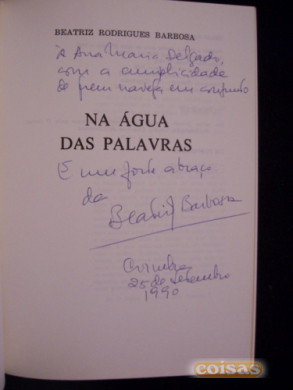 BEATRIZ RODRIGUES BARBOSA
À Ana Maria Delgado,
com a cumplicidade
de quem navega em conjunto
NA ÁGUA
DAS PALAVRAS
E um forte abraço
da
Beatriz Barbosa
Coimbra
25 de setembro
1990
coisas